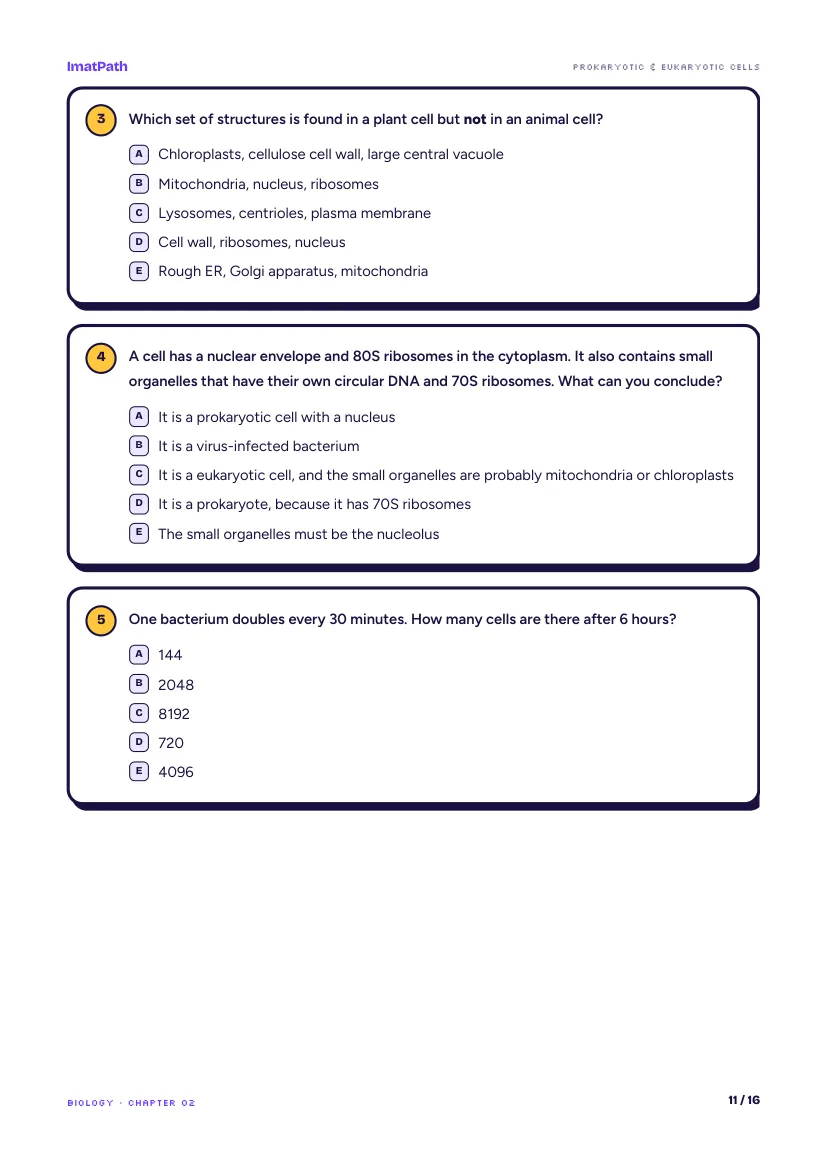 ImatPath
PROKARYOTIC & EUKARYOTIC CELLS
3
Which set of structures is found in a plant cell but not in an animal cell?
A Chloroplasts, cellulose cell wall, large central vacuole
B Mitochondria, nucleus, ribosomes
C Lysosomes, centrioles, plasma membrane
D Cell wall, ribosomes, nucleus
E Rough ER, Golgi apparatus, mitochondria
4
A cell has a nuclear envelope and 80S ribosomes in the cytoplasm. It also contains small
organelles that have their own circular DNA and 70S ribosomes. What can you conclude?
A It is a prokaryotic cell with a nucleus
B It is a virus-infected bacterium
C It is a eukaryotic cell, and the small organelles are probably mitochondria or chloroplasts
D It is a prokaryote, because it has 70S ribosomes
E The small organelles must be the nucleolus
5
One bacterium doubles every 30 minutes. How many cells are there after 6 hours?
A 144
B 2048
C 8192
D 720
E 4096
BIOLOGY · CHAPTER 02
11 / 16